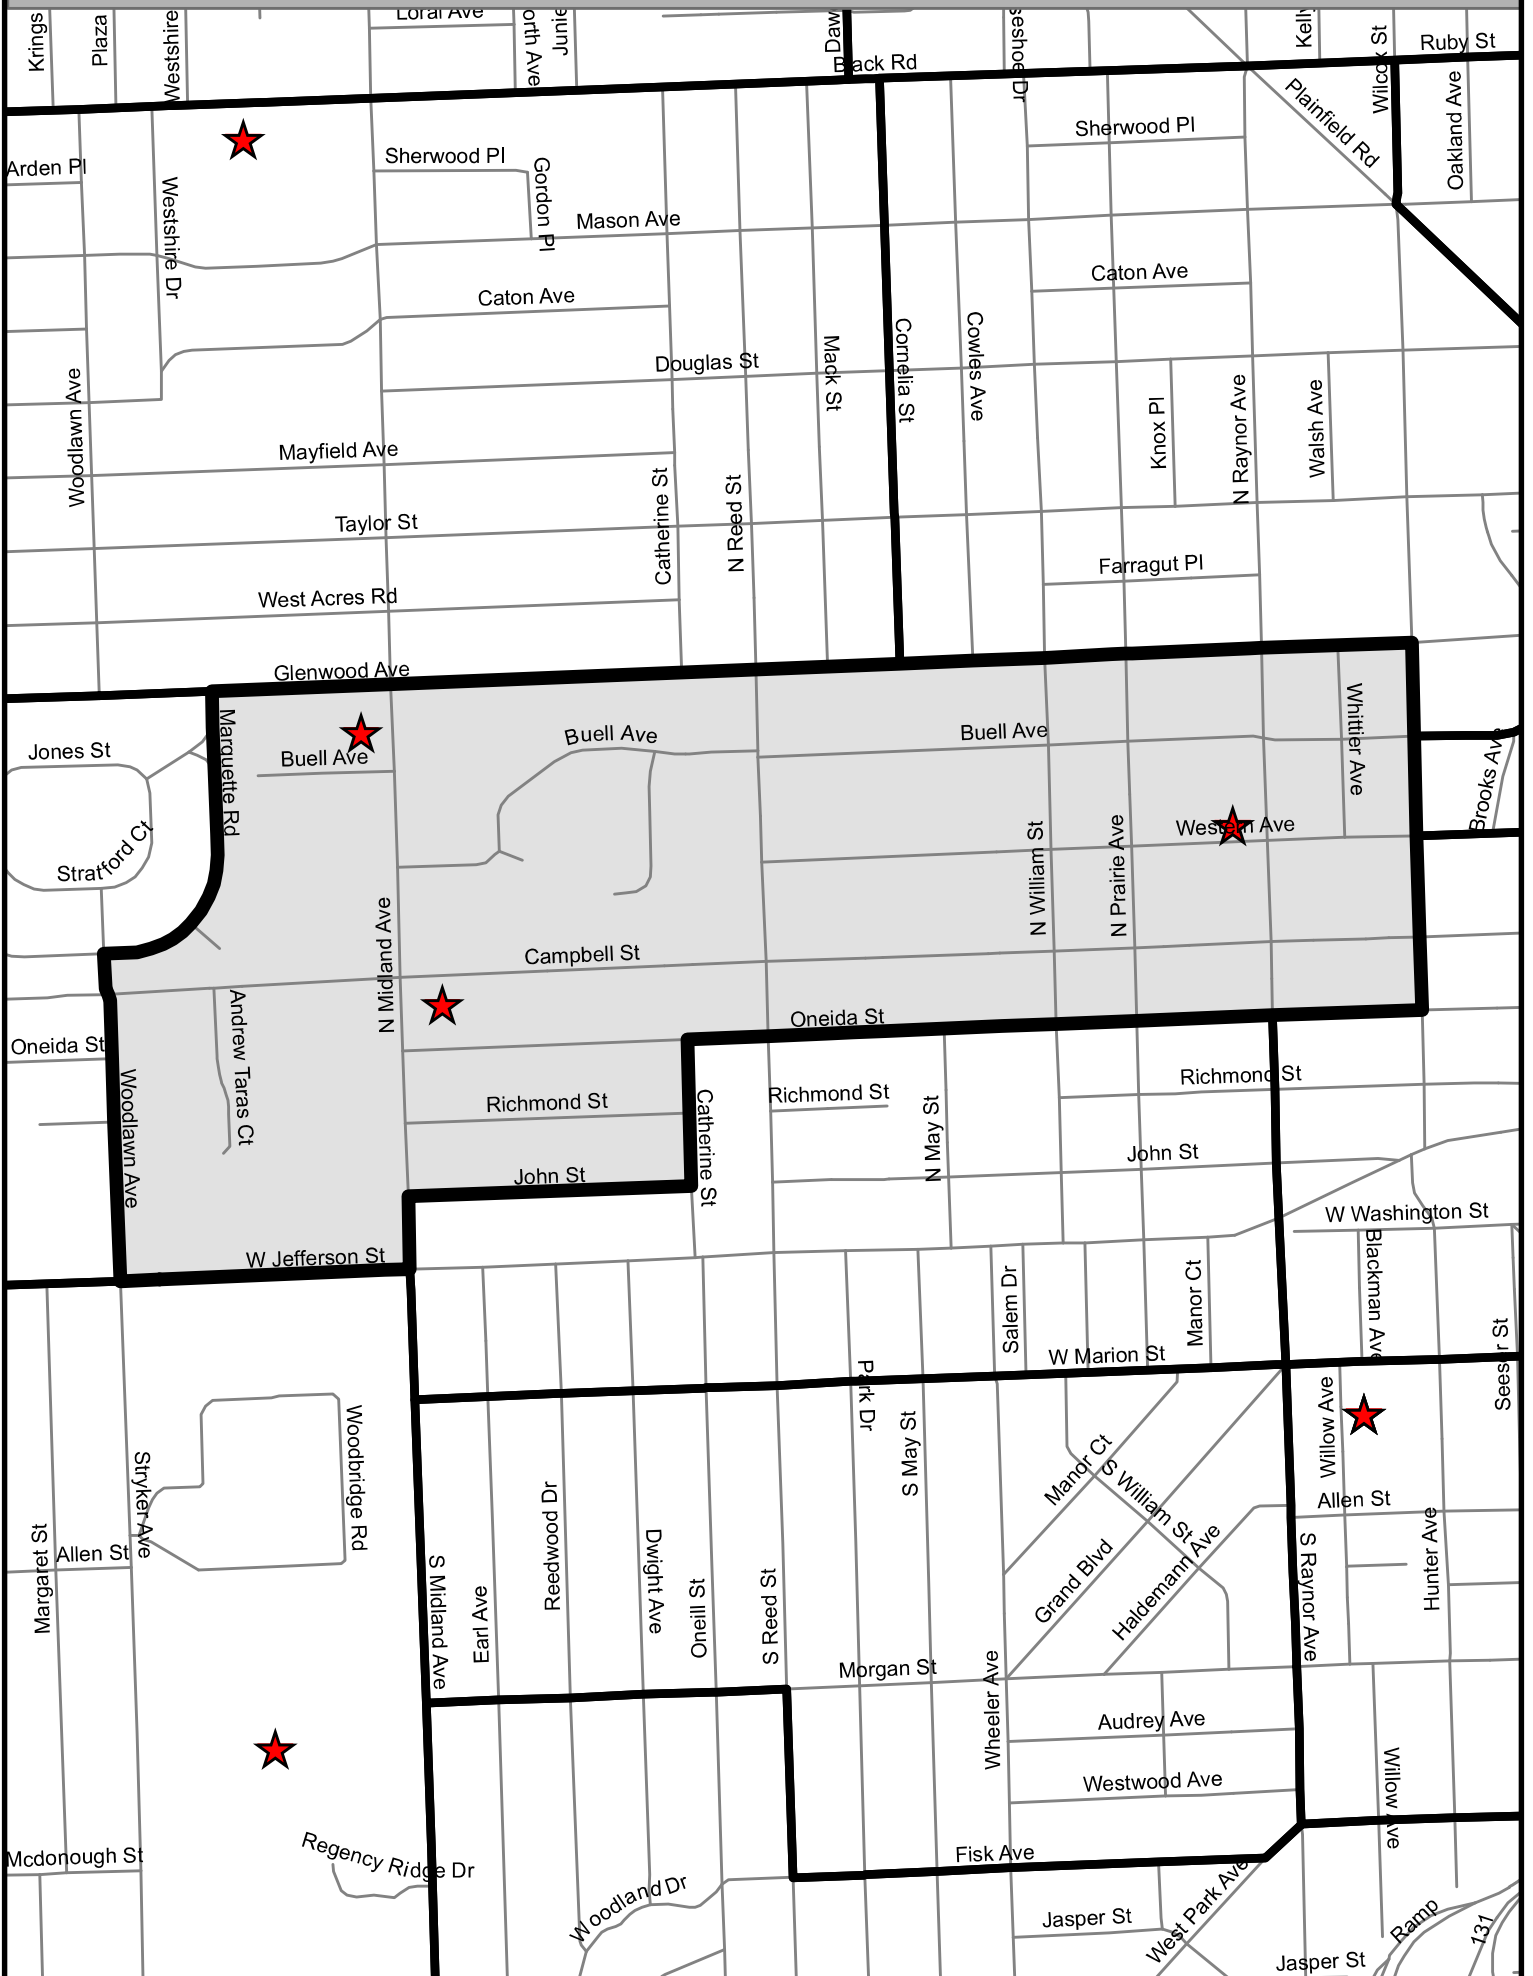 Krings
Plaza
Westshire
Loral Ave
orth Ave
Junie
Daw
Black Rd
seshoe Dr
Kelly
Wilcox St
Ruby St
Oakland Ave
Plainfield Rd
Arden Pl
Westshire Dr
Sherwood Pl
Gordon Pl
Mason Ave
Sherwood Pl
Caton Ave
Caton Ave
Douglas St
Mack St
Cornelia St
Cowles Ave
Knox Pl
N Raynor Ave
Walsh Ave
Woodlawn Ave
Mayfield Ave
Catherine St
N Reed St
Taylor St
Farragut Pl
West Acres Rd
Glenwood Ave
Jones St
Marquette Rd
Buell Ave
Buell Ave
Buell Ave
Whittier Ave
Brooks Ave
Stratford Ct
Western Ave
N William St
N Prairie Ave
N Midland Ave
Campbell St
Andrew Taras Ct
Oneida St
Oneida St
Woodlawn Ave
Richmond St
Catherine St
Richmond St
N May St
Richmond St
John St
John St
W Jefferson St
W Washington St
Blackman Ave
Salem Dr
Manor Ct
W Marion St
Seeser St
Park Dr
Willow Ave
Woodbridge Rd
Stryker Ave
S May St
Manor Ct
S William St
Allen St
Margaret St
Allen St
S Midland Ave
Earl Ave
Reedwood Dr
Dwight Ave
Oneill St
S Reed St
Grand Blvd
Haldemann Ave
S Raynor Ave
Hunter Ave
Morgan St
Wheeler Ave
Audrey Ave
Westwood Ave
Willow Ave
Mcdonough St
Regency Ridge Dr
Fisk Ave
Woodland Dr
Jasper St
West Park Ave
Jasper St
Ramp
131